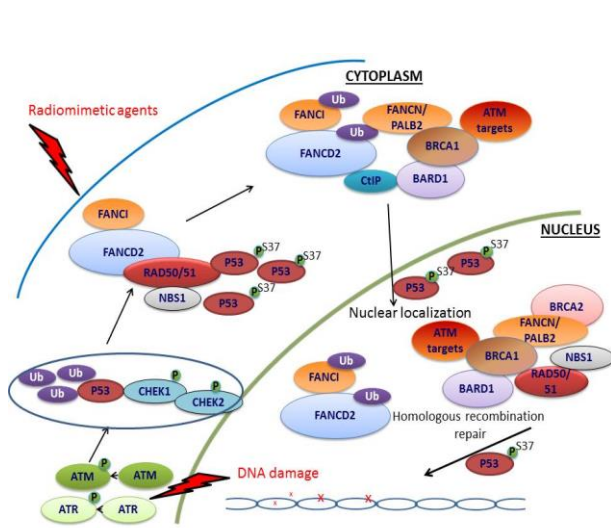 CYTOPLASM
Radiomimetic agents
Ub
FANCI
Ub
FANCD2
FANCN/
PALB2
ATM
targets
BRCA1
CtIP
BARD1
FANCI
FANCD2
RAD50/51
NBS1
P53
P
S37
P53
P
S37
P53
P
S37
NUCLEUS
P53
P
S37
P53
P
S37
Nuclear localization
BRCA2
FANCN/
PALB2
ATM
targets
BRCA1
NBS1
RAD50/
51
BARD1
Ub
FANCI
Ub
FANCD2
Homologous recombination
repair
P53
P
S37
Ub
Ub
Ub
P53
CHEK1
P
CHEK2
P
ATM
P
ATM
ATR
P
ATR
DNA damage
x
x
X
X